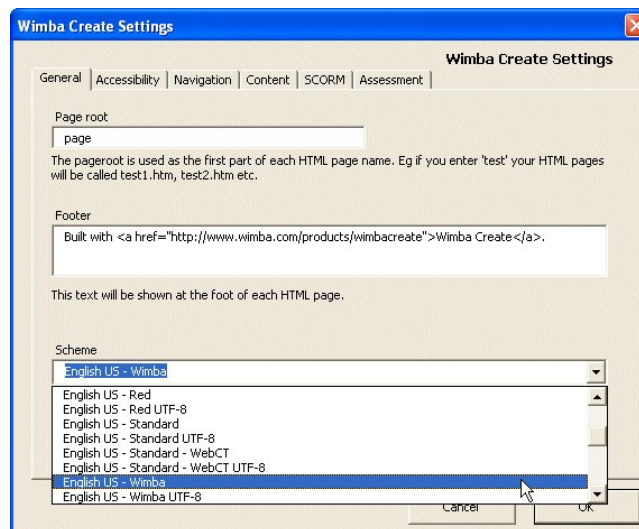 Wimba Create Settings
Wimba Create Settings
General Accessibility Navigation Content SCORM Assessment
Page root
page
The pageroot is used as the first part of each HTML page name. Eg if you enter 'test' your HTML pages
will be called test1.htm, test2.htm etc.
Footer
Built with <a href="http://www.wimba.com/products/wimbacreate">Wimba Create</a>.
This text will be shown at the foot of each HTML page.
Scheme
English US - Wimba
English US - Red
English US - Red UTF-8
English US - Standard
English US - Standard UTF-8
English US - Standard - WebCT
English US - Standard - WebCT UTF-8
English US - Wimba
English US - Wimba UTF-8
Cancel OK